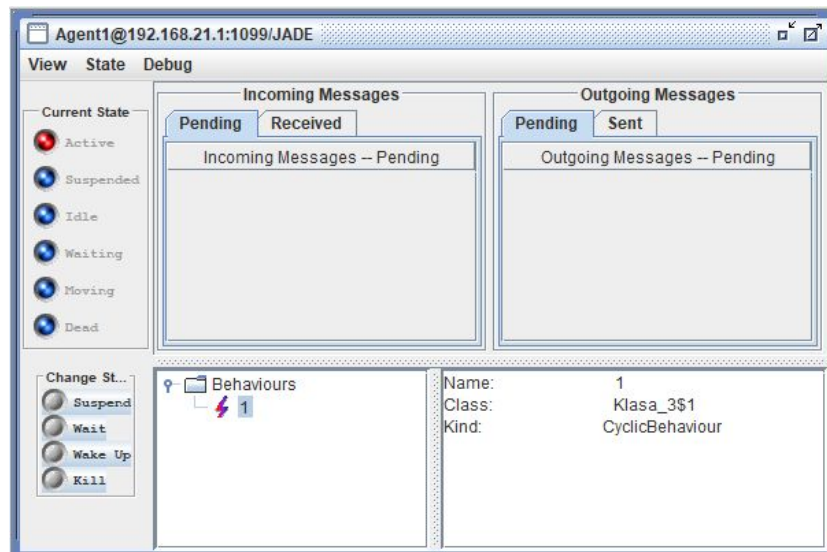 Agent1@192.168.21.1:1099/JADE
View State Debug
Current State
Active
Suspended
Idle
Waiting
Moving
Dead
Incoming Messages
Pending Received
Incoming Messages -- Pending
Outgoing Messages
Pending Sent
Outgoing Messages -- Pending
Change St...
Suspend
Wait
Wake Up
Kill
Behaviours
1
Name: 1
Class: Klasa_3$1
Kind: CyclicBehaviour